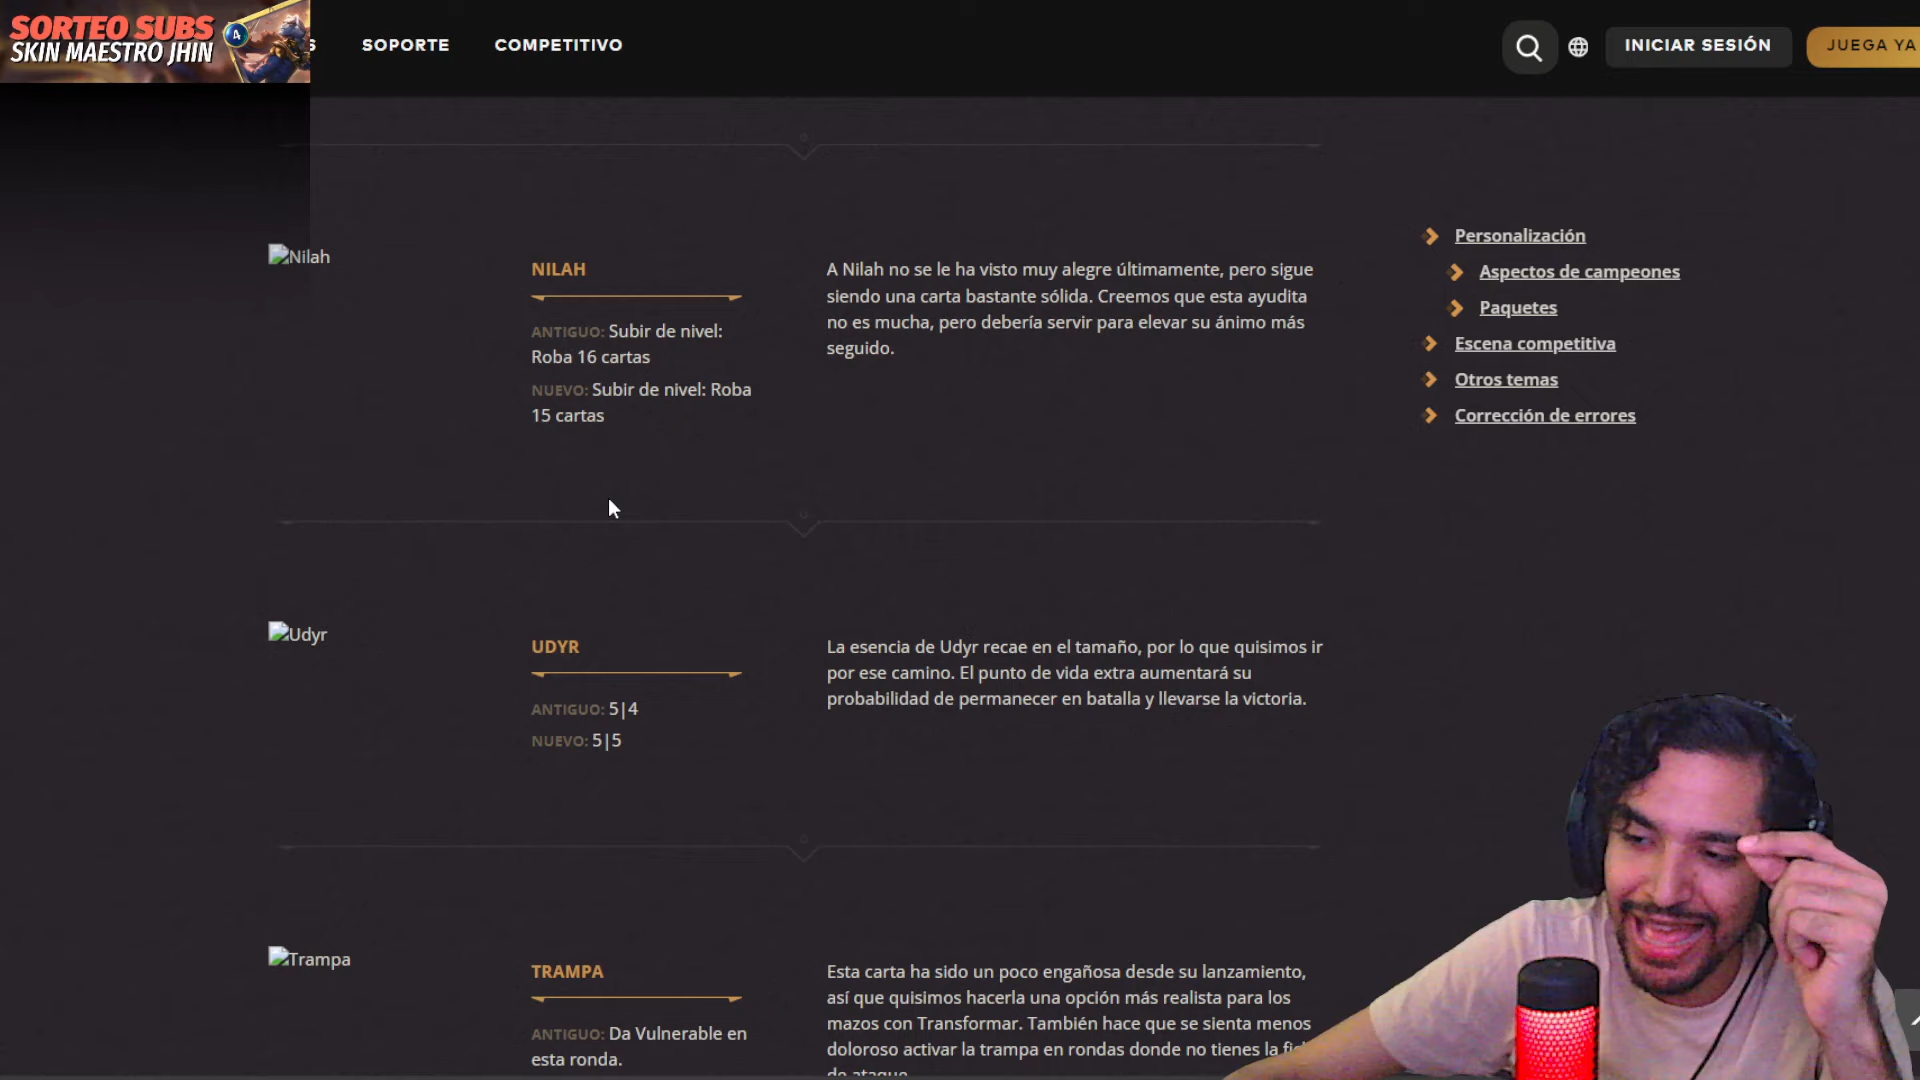 SORTEO SUBS
SKIN MAESTRO JHIN
4
S
SOPORTE
COMPETITIVO
INICIAR SESIÓN
JUEGA YA
Nilah
NILAH
ANTIGUO: Subir de nivel:
Roba 16 cartas
NUEVO: Subir de nivel: Roba
15 cartas
A Nilah no se le ha visto muy alegre últimamente, pero sigue
siendo una carta bastante sólida. Creemos que esta ayudita
no es mucha, pero debería servir para elevar su ánimo más
seguido.
Personalización
Aspectos de campeones
Paquetes
Escena competitiva
Otros temas
Corrección de errores
Udyr
UDYR
ANTIGUO: 5|4
NUEVO: 5|5
La esencia de Udyr recae en el tamaño, por lo que quisimos ir
por ese camino. El punto de vida extra aumentará su
probabilidad de permanecer en batalla y llevarse la victoria.
Trampa
TRAMPA
ANTIGUO: Da Vulnerable en
esta ronda.
Esta carta ha sido un poco engañosa desde su lanzamiento,
así que quisimos hacerla una opción más realista para los
mazos con Transformar. También hace que se sienta menos
doloroso activar la trampa en rondas donde no tienes la
de ataque